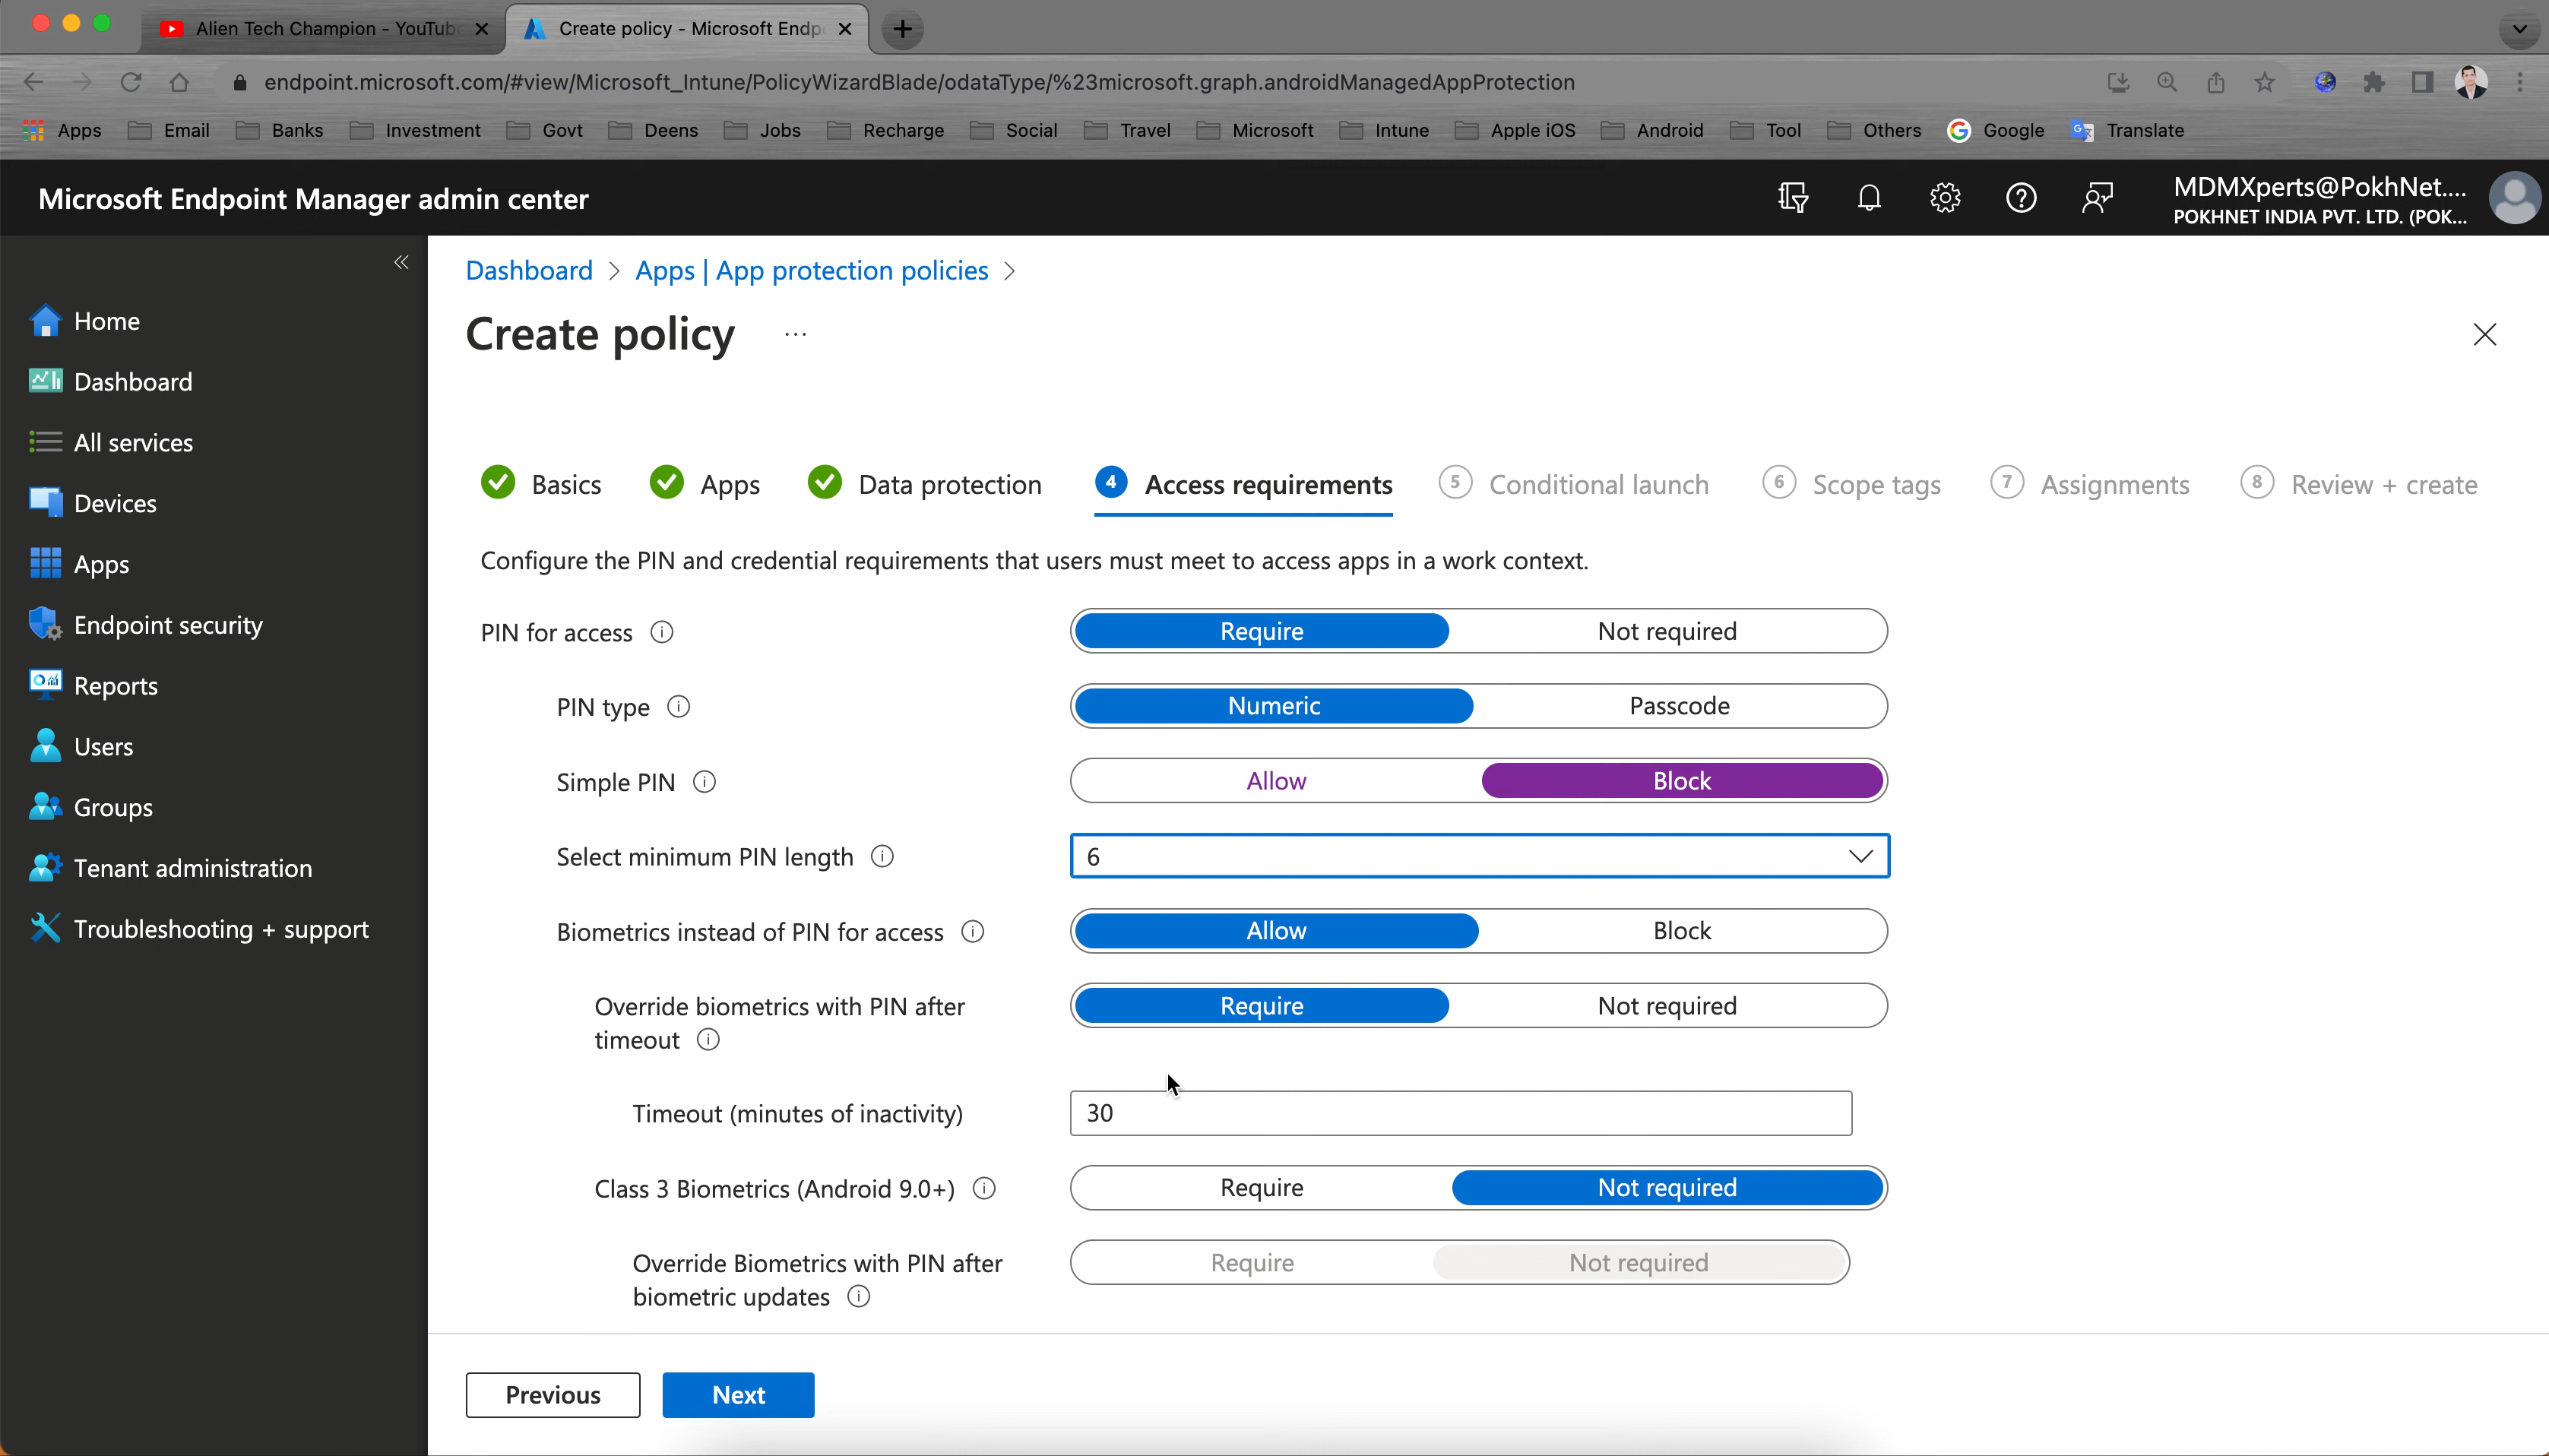 Alien Tech Champion - YouTub
Create policy - Microsoft Endp
endpoint.microsoft.com/#view/Microsoft_Intune/PolicyWizardBlade/odataType/%23microsoft.graph.androidManagedAppProtection
Apps Email Banks Investment Govt Deens Jobs Recharge Social Travel Microsoft Intune Apple iOS Android Tool Others Google Translate
Microsoft Endpoint Manager admin center
MDMXperts@PokhNet....
POKHNET INDIA PVT. LTD. (POK...
Home
Dashboard
All services
Devices
Apps
Endpoint security
Reports
Users
Groups
Tenant administration
Troubleshooting + support
Dashboard > Apps | App protection policies >
Create policy ...
Basics Apps Data protection 4 Access requirements 5 Conditional launch 6 Scope tags 7 Assignments 8 Review + create
Configure the PIN and credential requirements that users must meet to access apps in a work context.
PIN for access Require Not required
PIN type Numeric Passcode
Simple PIN Allow Block
Select minimum PIN length 6
Biometrics instead of PIN for access Allow Block
Override biometrics with PIN after
timeout
Require Not required
Timeout (minutes of inactivity) 30
Class 3 Biometrics (Android 9.0+) Require Not required
Override Biometrics with PIN after
biometric updates
Require Not required
Previous Next